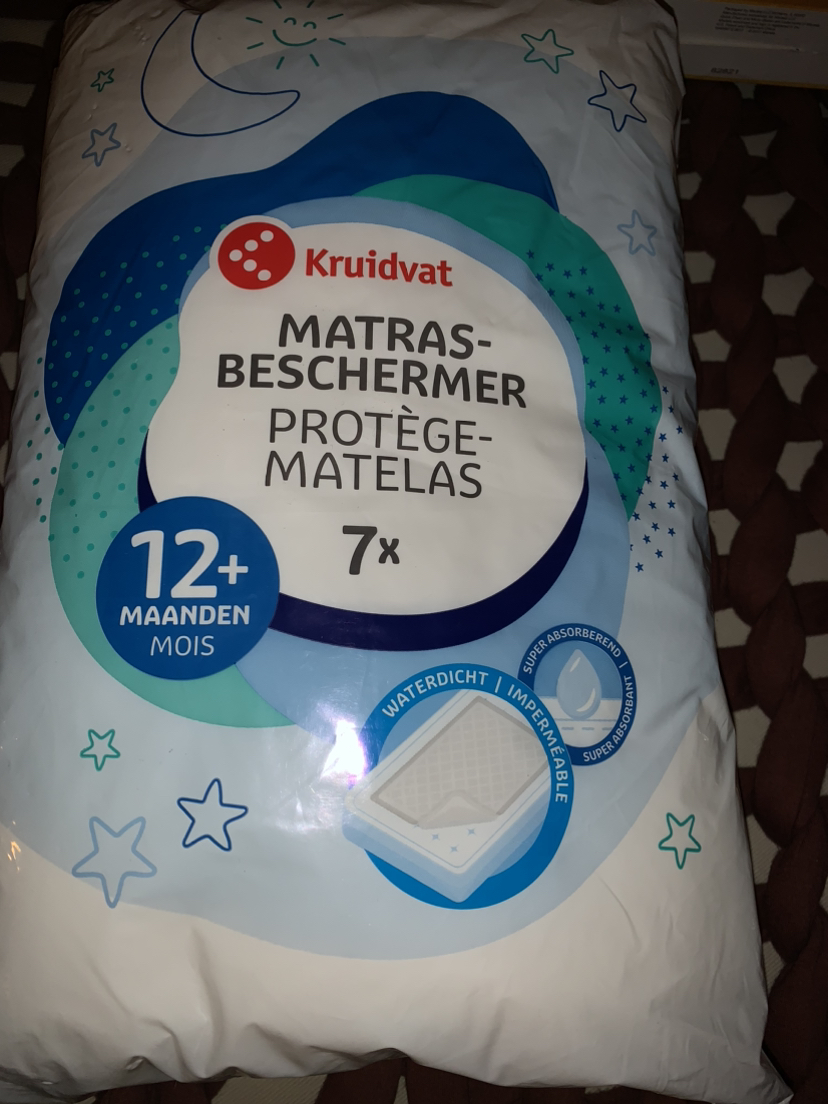 Kruidvat
MATRAS-
BESCHERMER
PROTÈGE-
MATELAS
7x
12+
MAANDEN
MOIS
SUPER ABSORBEREND | SUPER ABSORBANT
WATERDICHT | IMPERMÉABLE